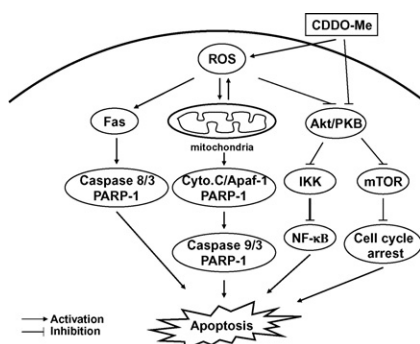 CDDO-Me
ROS
Fas
mitochondria
Akt/PKB
Caspase 8/3
PARP-1
Cyto.C/Apaf-1
PARP-1
IKK
mTOR
Caspase 9/3
PARP-1
NF-κB
Cell cycle
arrest
Apoptosis
Activation
Inhibition